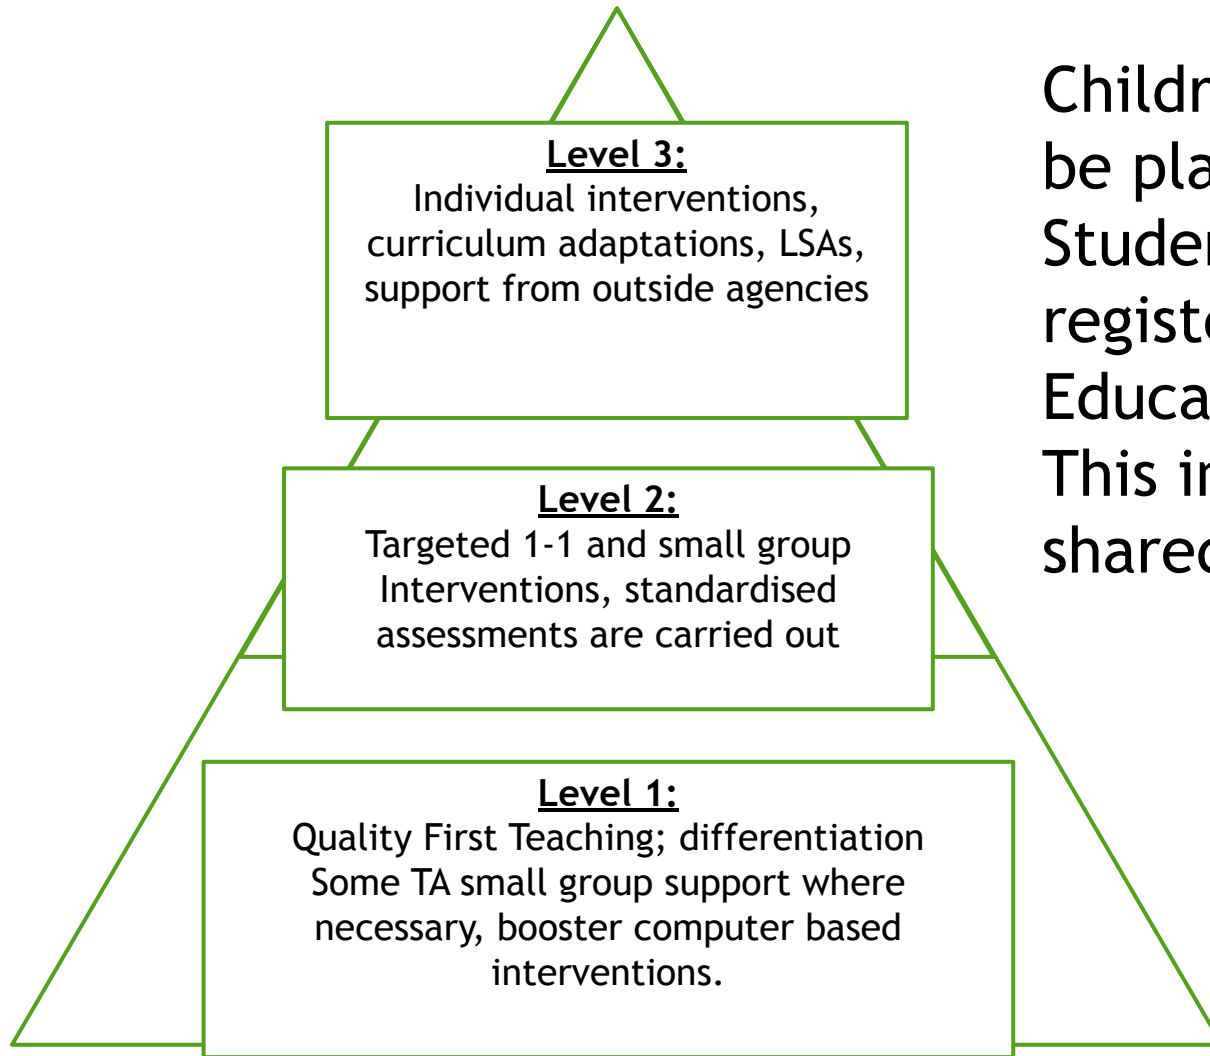 Level 3:
Individual interventions,
curriculum adaptations, LSAs,
support from outside agencies
Level 2:
Targeted 1-1 and small group
Interventions, standardised
assessments are carried out
Level 1:
Quality First Teaching; differentiation
Some TA small group support where
necessary, booster computer based
interventions.
be
This